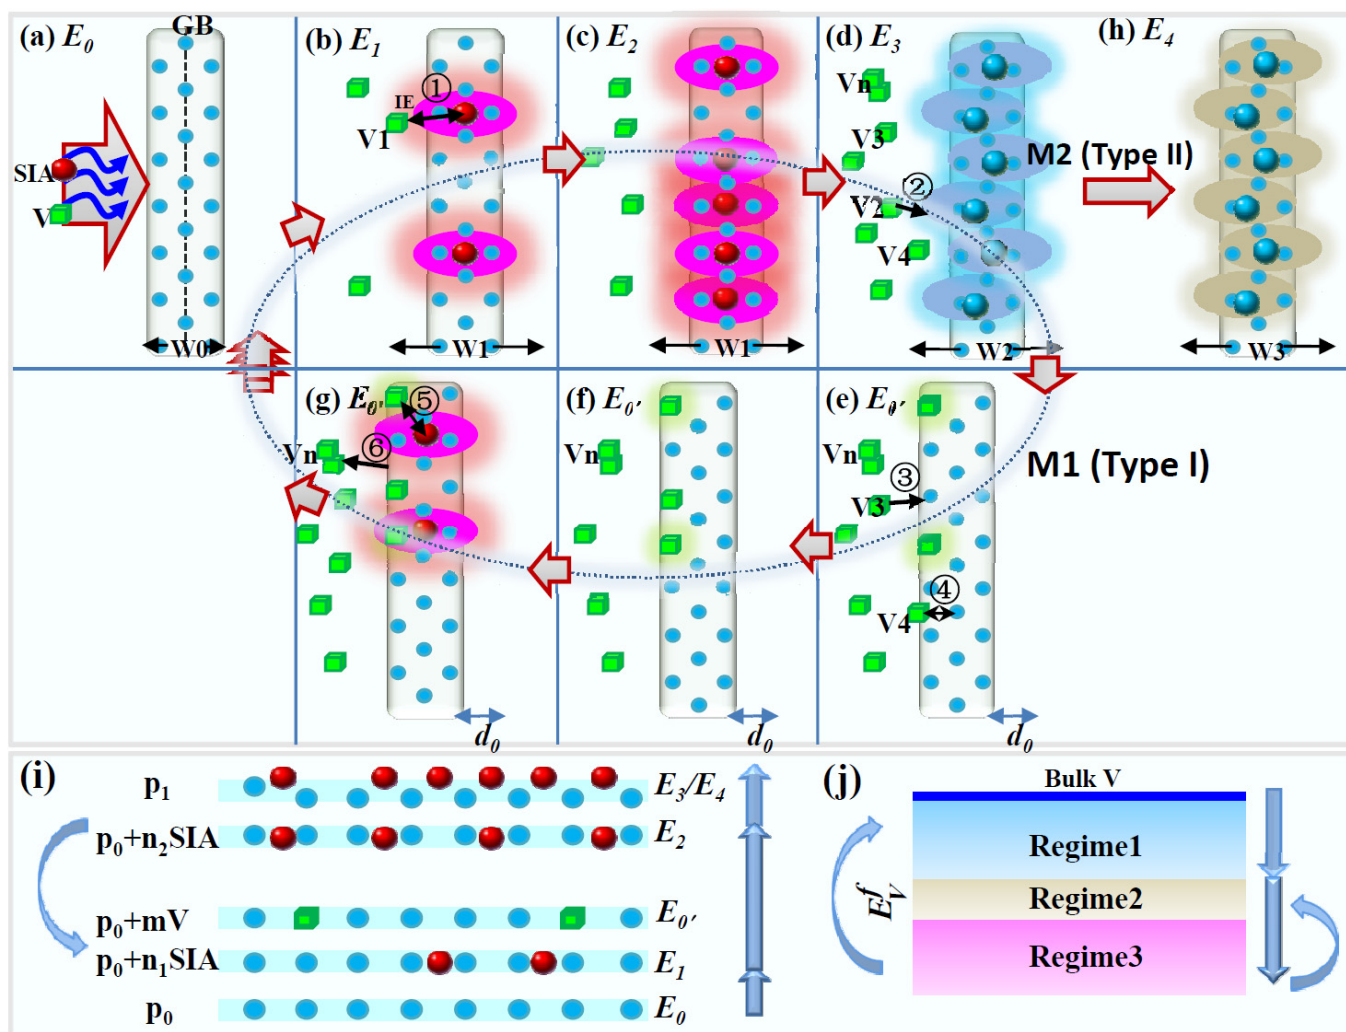 (a) E0
GB
SIA
V
W0
(b) E1
①
IE
V1
W1
(c) E2
W1
(d) E3
Vn
V3
②
V2
V4
W2
M2 (Type II)
(h) E4
W3
(g) E0'
⑤
⑥
Vn
d0
(f) E0'
Vn
d0
(e) E0'
Vn
③
V3
④
V4
d0
M1 (Type I)
(i)
p1 E3/E4
p0+n2SIA E2
p0+mV E0'
p0+n1SIA E1
p0 E0
(j)
Bulk V
Regime1
Regime2
Regime3
E^f_V